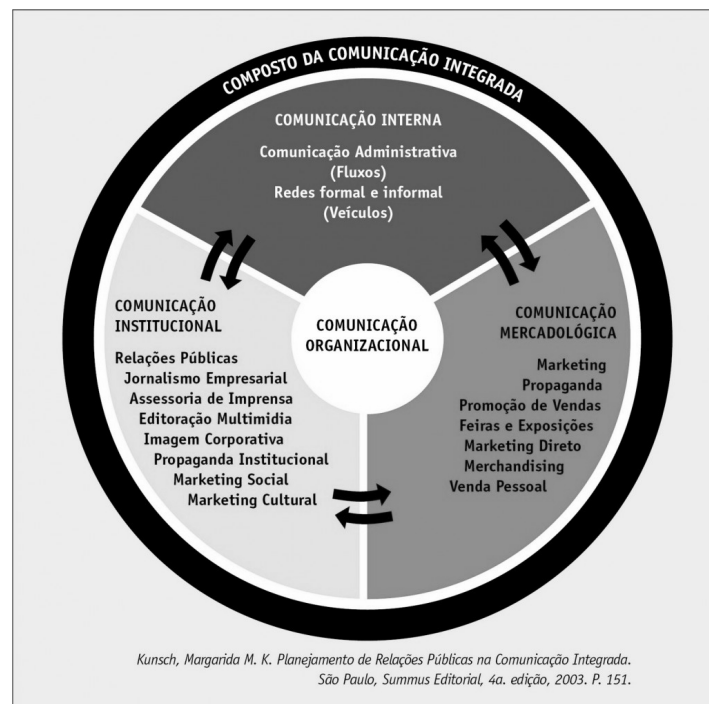 COMPOSTO DA COMUNICAÇÃO INTEGRADA
COMUNICAÇÃO INTERNA
Comunicação Administrativa
(Fluxos)
Redes formal e informal
(Veículos)
COMUNICAÇÃO
INSTITUCIONAL
Relações Públicas
Jornalismo Empresarial
Assessoria de Imprensa
Editoração Multimidia
Imagem Corporativa
Propaganda Institucional
Marketing Social
Marketing Cultural
COMUNICAÇÃO
ORGANIZACIONAL
COMUNICAÇÃO
MERCADOLÓGICA
Marketing
Propaganda
Promoção de Vendas
Feiras e Exposições
Marketing Direto
Merchandising
Venda Pessoal
Kunsch, Margarida M. K. Planejamento de Relações Públicas na Comunicação Integrada.
São Paulo, Summus Editorial, 4a. edição, 2003. P. 151.